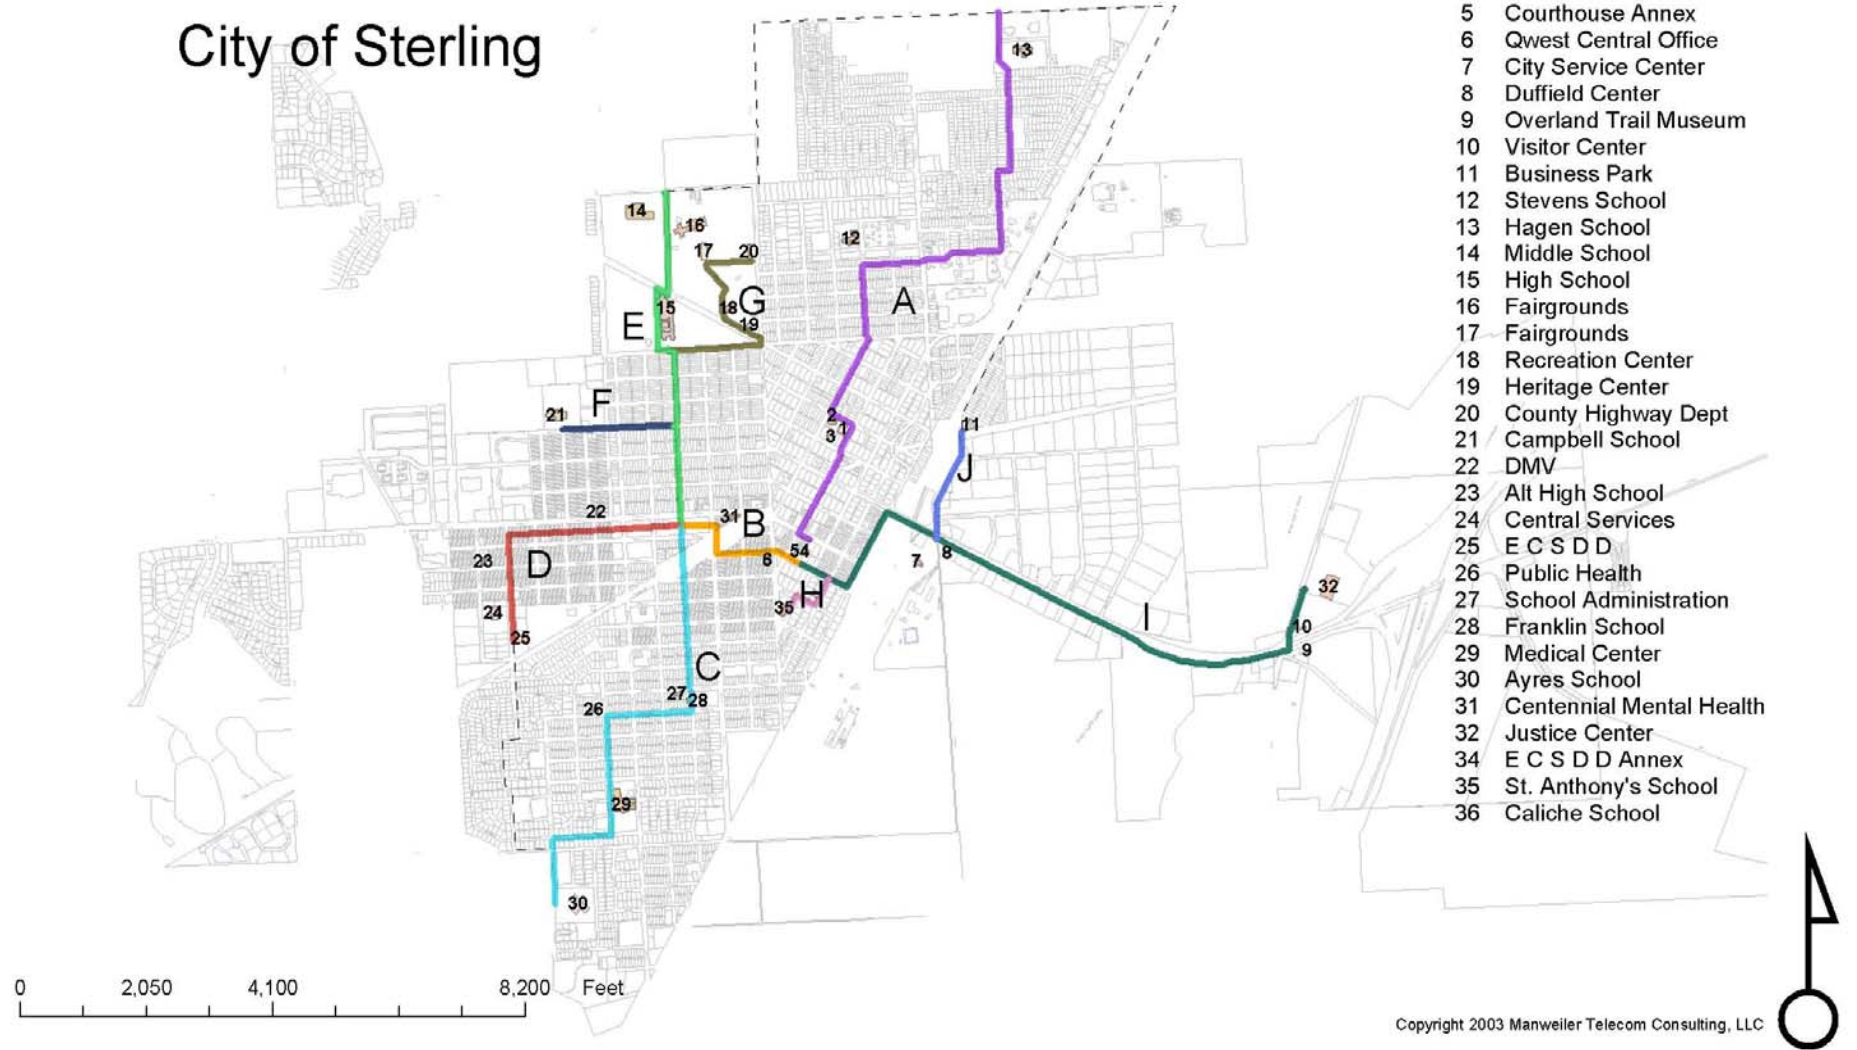 City of Sterling
5 Courthouse Annex
6 Qwest Central Office
7 City Service Center
8 Duffield Center
9 Overland Trail Museum
10 Visitor Center
11 Business Park
12 Stevens School
13 Hagen School
14 Middle School
15 High School
16 Fairgrounds
17 Fairgrounds
18 Recreation Center
19 Heritage Center
20 County Highway Dept
21 Campbell School
22 DMV
23 Alt High School
24 Central Services
25 E C S D D
26 Public Health
27 School Administration
28 Franklin School
29 Medical Center
30 Ayres School
31 Centennial Mental Health
32 Justice Center
34 E C S D D Annex
35 St. Anthony's School
36 Caliche School
13
14
16
12
17 20
15 18 G A
E 19
21 F 2
3 1 11
J
22 31 B
23 D 6 54 7 8
24 35 H I 32
25 10
9
C
27 28
26
29
30
0 2,050 4,100 8,200 Feet
Copyright 2003 Manweiler Telecom Consulting, LLC